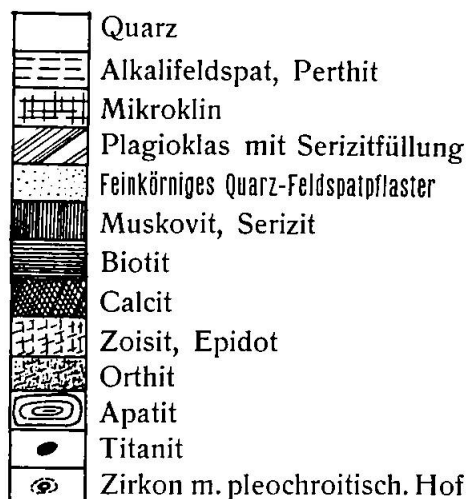 Quarz
Alkalifeldspat, Perthit
Mikroklin
Plagioklas mit Serizitfüllung
Feinkörniges Quarz-Feldspatpflaster
Muskovit, Serizit
Biotit
Calcit
Zoisit, Epidot
Orthit
Apatit
Titanit
Zirkon m. pleochroitisch. Hof